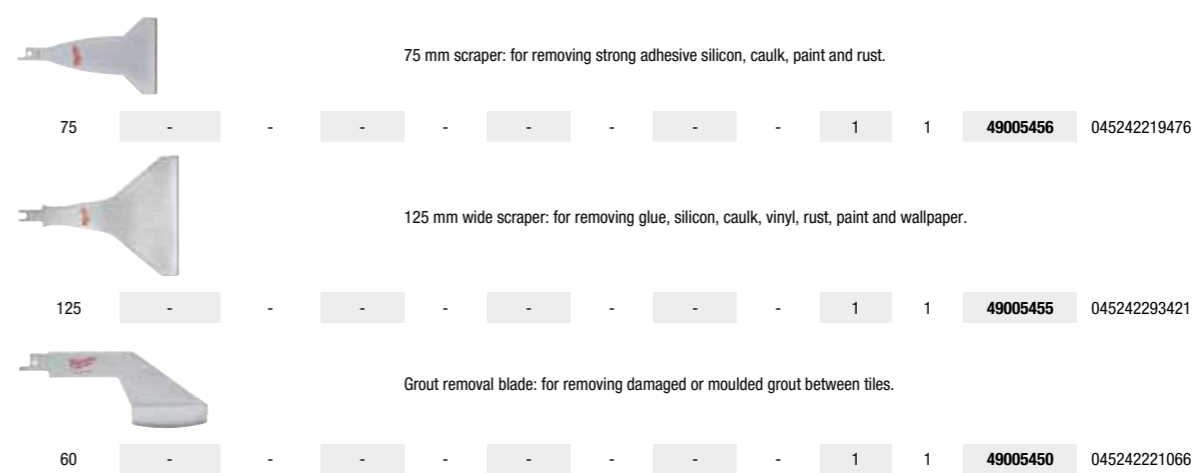 75 mm scraper: for removing strong adhesive silicon, caulk, paint and rust.
75 - - - - - - - - 1 1 49005456 045242219476
125 mm wide scraper: for removing glue, silicon, caulk, vinyl, rust, paint and wallpaper.
125 - - - - - - - - 1 1 49005455 045242293421
Grout removal blade: for removing damaged or moulded grout between tiles.
60 - - - - - - - - 1 1 49005450 045242221066